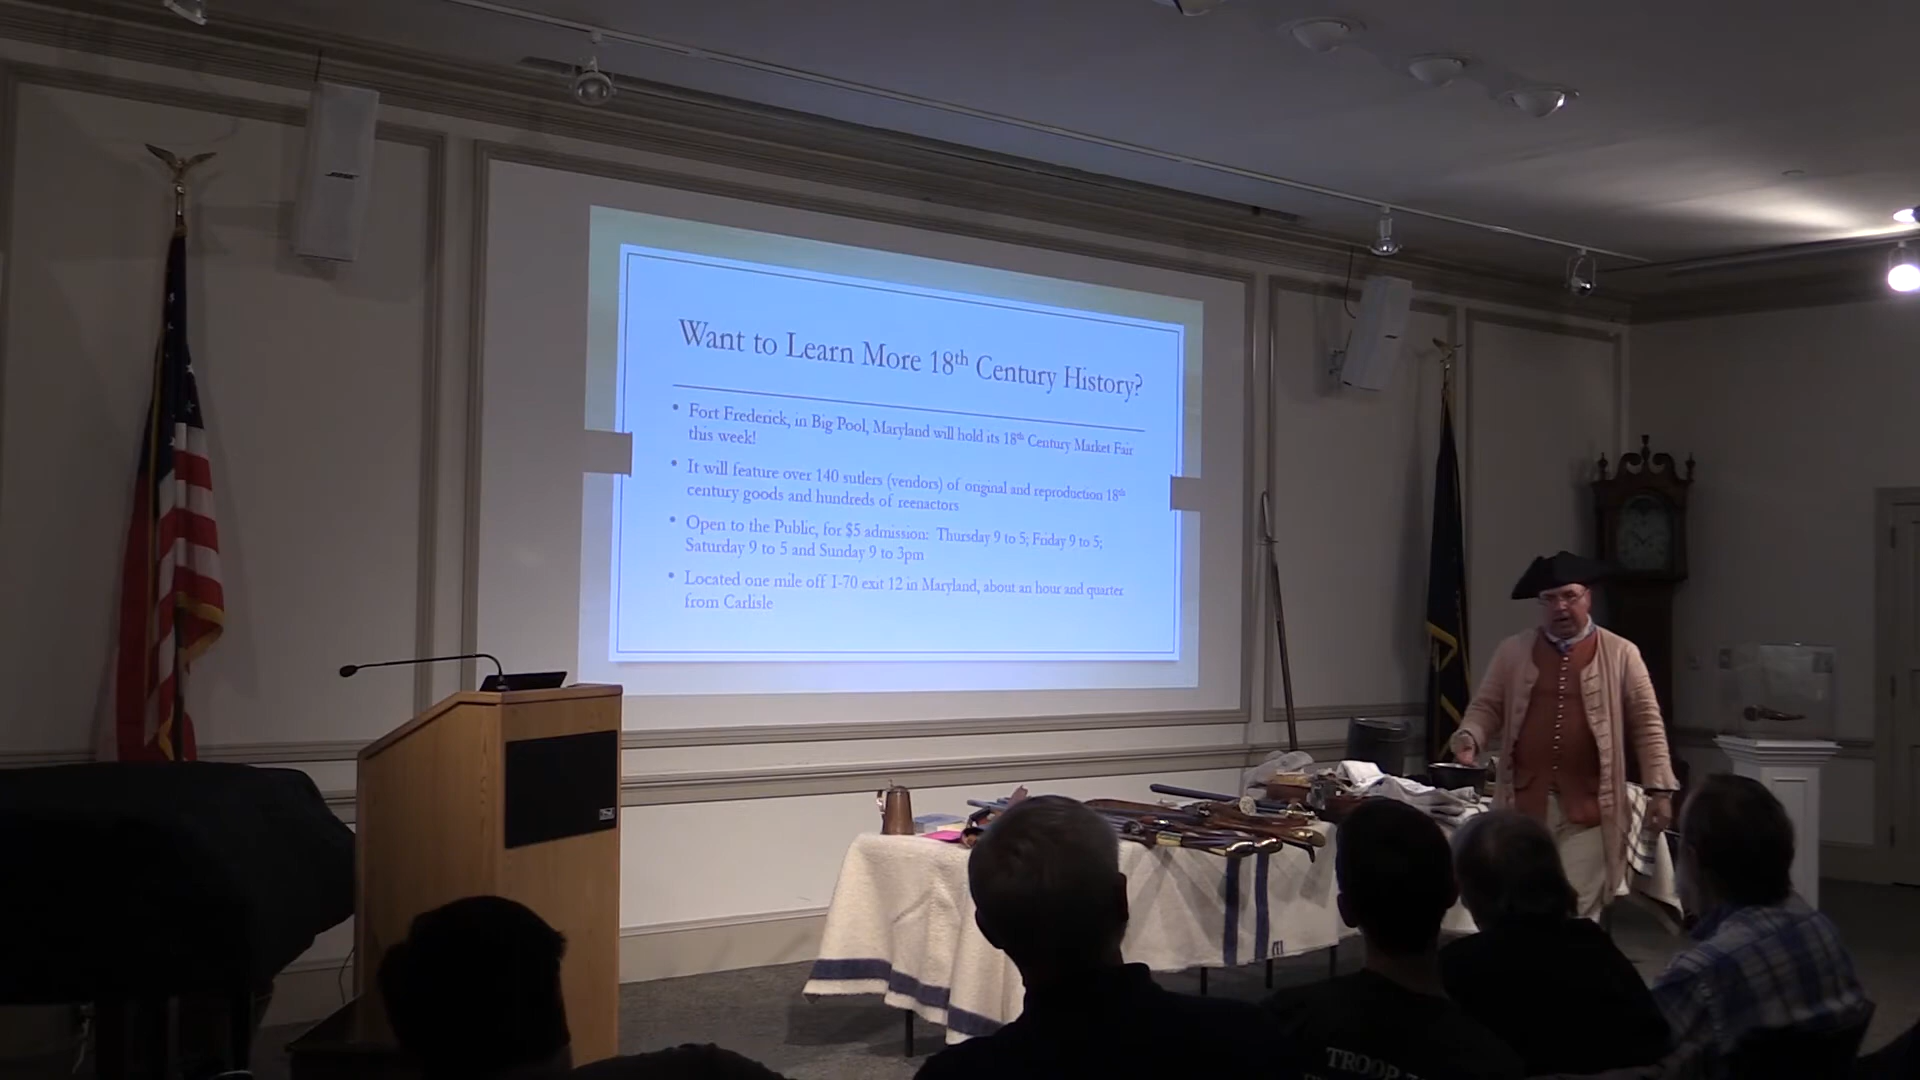 BOSE
Want to Learn More 18th Century History?
• Fort Frederick, in Big Pool, Maryland will hold its 18th Century Market Fair
this week!
• It will feature over 140 sutlers (vendors) of original and reproduction 18th
century goods and hundreds of reenactors
• Open to the Public, for $5 admission: Thursday 9 to 5; Friday 9 to 5;
Saturday 9 to 5 and Sunday 9 to 3pm
• Located one mile off I-70 exit 12 in Maryland, about an hour and quarter
from Carlisle
TROOP